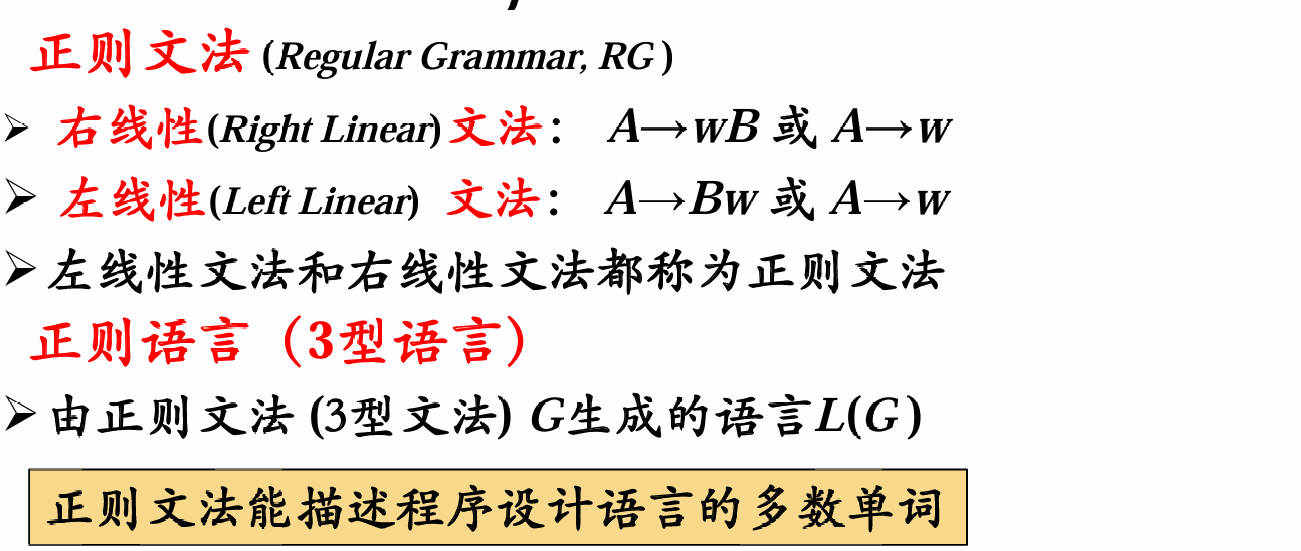 正则文法 (Regular Grammar, RG )
➢ 右线性(Right Linear)文法： A→wB 或 A→w
➢ 左线性(Left Linear) 文法： A→Bw 或 A→w
➢ 左线性文法和右线性文法都称为正则文法
正则语言（3型语言）
➢ 由正则文法 (3型文法) G生成的语言L(G )
正则文法能描述程序设计语言的多数单词